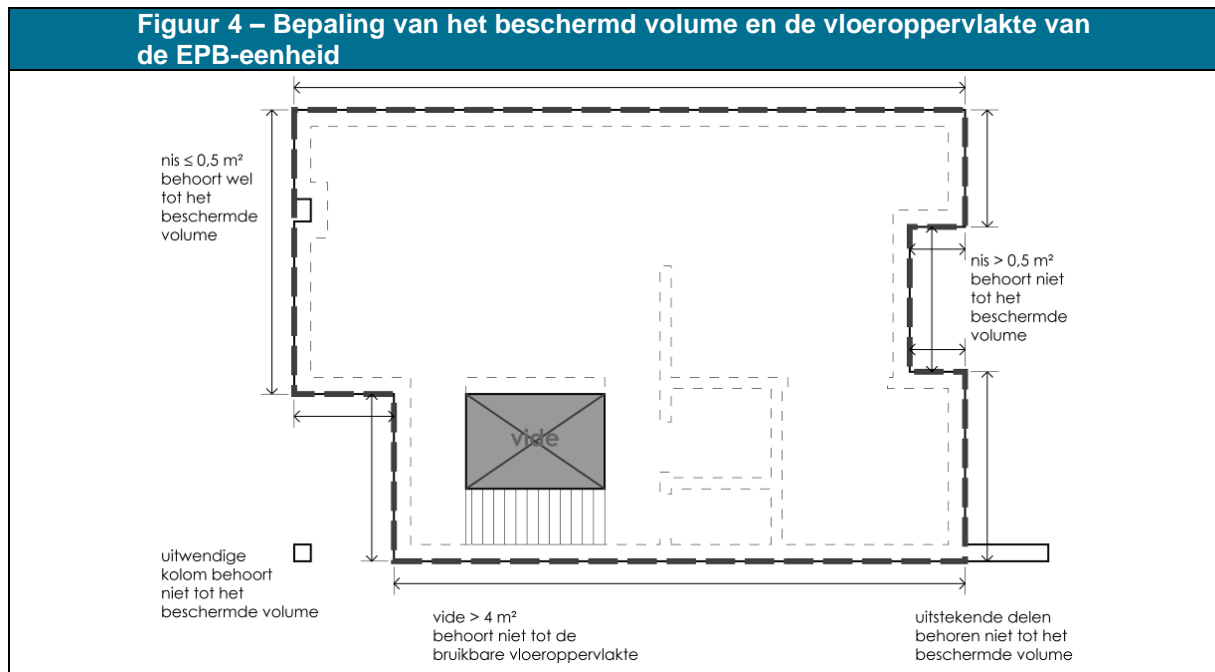 Figuur 4 – Bepaling van het beschermd volume en de vloeroppervlakte van
de EPB-eenheid
nis ≤ 0,5 m²
behoort wel
tot het
beschermde
volume
nis > 0,5 m²
behoort niet
tot het
beschermde
volume
vide
uitwendige
kolom behoort
niet tot het
beschermde volume
vide > 4 m²
behoort niet tot de
bruikbare vloeroppervlakte
uitstekende delen
behoren niet tot het
beschermde volume